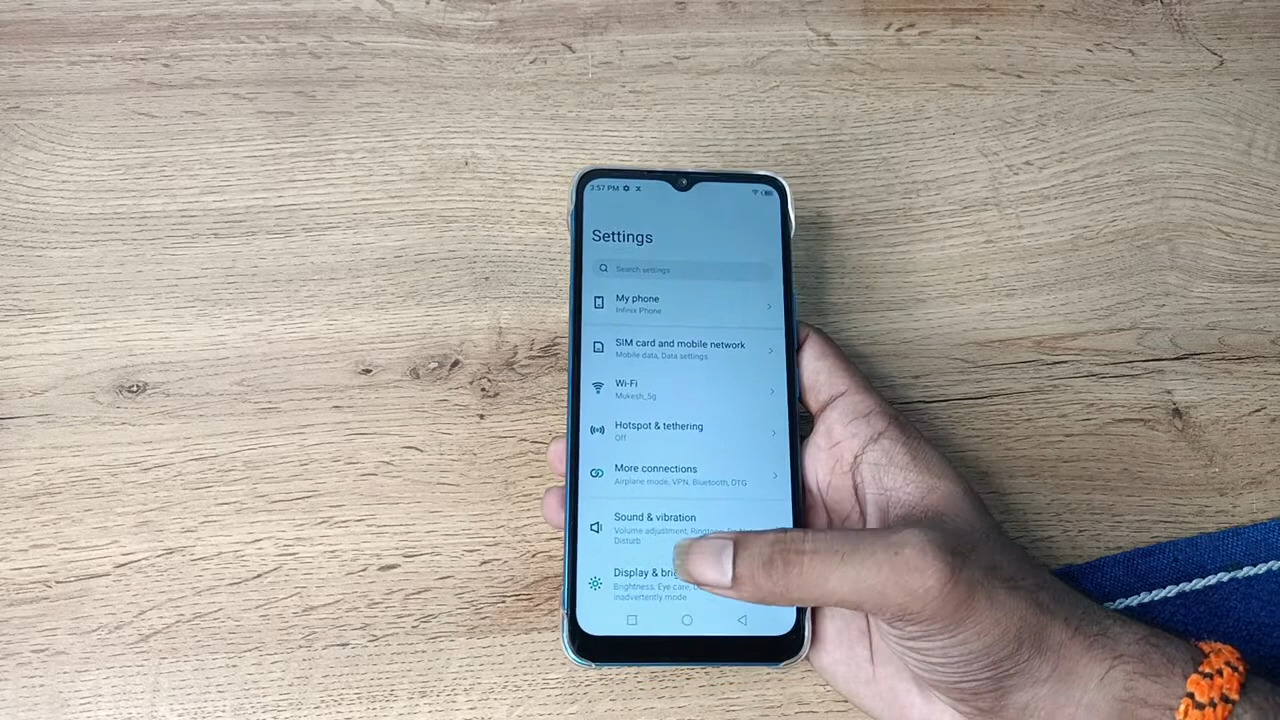 3:57 PM
Settings
Search settings
My phone
Infinix Phone
SIM card and mobile network
Mobile data, Data settings
Wi-Fi
Mukesh_5g
Hotspot & tethering
Off
More connections
Airplane mode, VPN, Bluetooth, OTG
Sound & vibration
Volume adjustment, Ringtone,
Disturb
Display &
Brightness, Eye care,
inadvertently mode